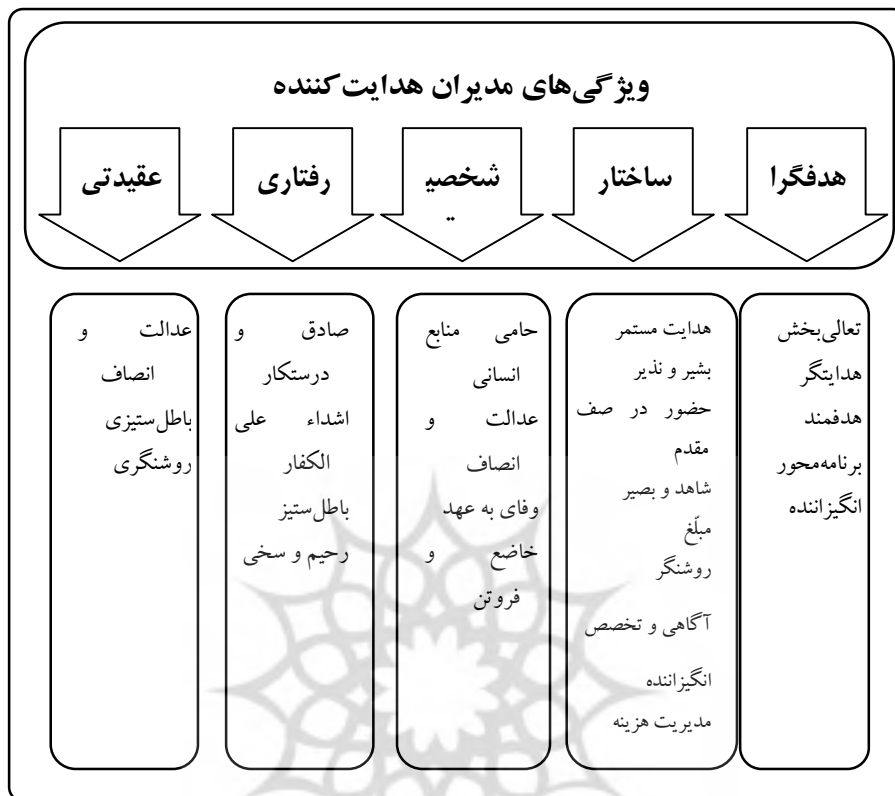 ویژگی‌های مدیران هدایت‌کننده
هدفگرا
ساختار
شخصیـ
ت
رفتاری
عقیدتی
تعالی‌بخش
هدایتگر
هدفمند
برنامه‌محور
انگیزاننده
هدایت مستمر
بشیر و نذیر
حضور در صف
مقدم
شاهد و بصیر
مبلّغ
روشنگر
آگاهی و تخصص
انگیزاننده
مدیریت هزینه
حامی منابع
انسانی
عدالت و
انصاف
وفای به عهد
خاضع و
فروتن
صادق و
درستکار
اشداء علی
الکفار
باطل‌ستیز
رحیم و سخی
عدالت و
انصاف
باطل‌ستیزی
روشنگری